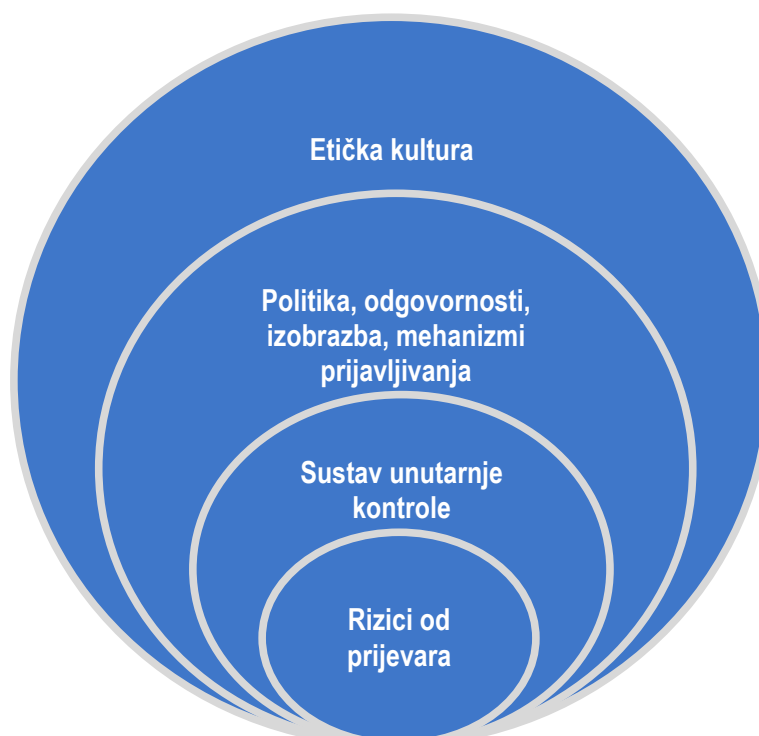 Etička kultura
Politika, odgovornosti,
izobrazba, mehanizmi
prijavljivanja
Sustav unutarnje
kontrole
Rizici od
prijevara